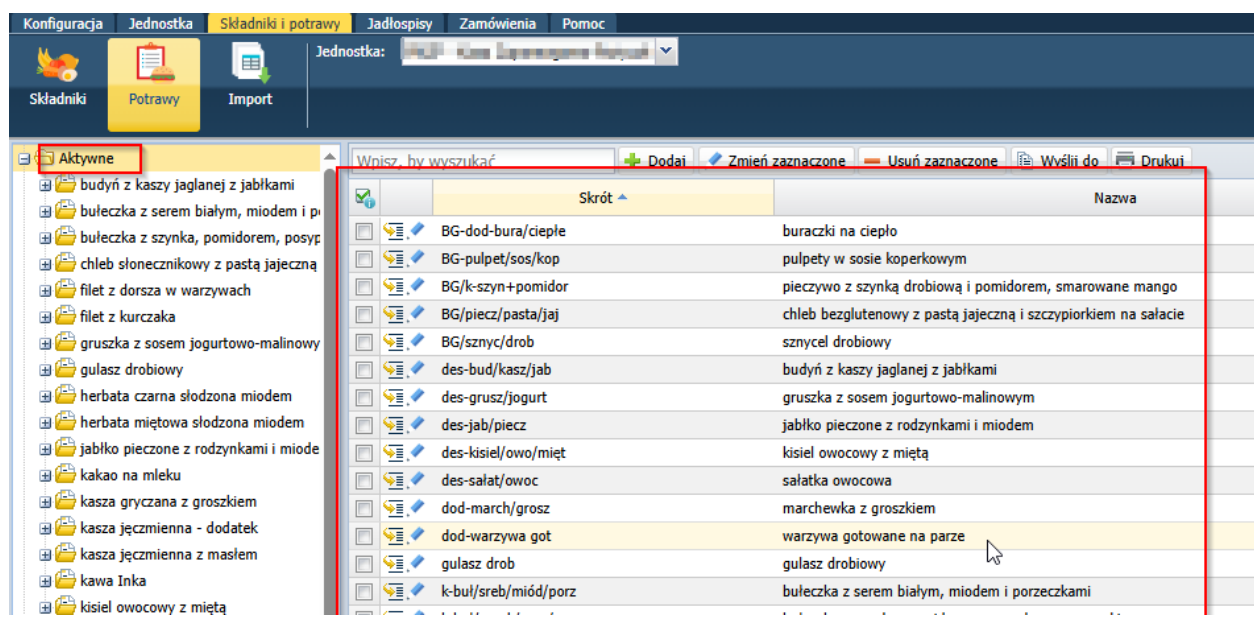 Konfiguracja Jednostka Składniki i potrawy Jadłospisy Zamówienia Pomoc
Składniki Potrawy Import Jednostka:
Aktywne
budyń z kaszy jaglanej z jabłkami
bułeczka z serem białym, miodem i
bułeczka z szynka, pomidorem,
chleb słonecznikowy z pastą jajeczną
filet z dorsza w warzywach
filet z kurczaka
gruszka z sosem jogurtowo-malinowy
gulasz drobiowy
herbata czarna słodzona miodem
herbata miętowa słodzona miodem
jabłko pieczone z rodzynkami i miode
kakao na mleku
kasza gryczana z groszkiem
kasza jęczmienna - dodatek
kasza jęczmienna z masłem
kawa Inka
kisiel owocowy z miętą
Wpisz, by wyszukać Dodaj Zmień zaznaczone Usuń zaznaczone Wyślij do Drukuj
Skrót Nazwa
BG-dod-bura/ciepłe buraczki na ciepło
BG-pulpet/sos/kop pulpety w sosie koperkowym
BG/k-szyn+pomidor pieczywo z szynką drobiową i pomidorem, smarowane mango
BG/piecz/pasta/jaj chleb bezglutenowy z pastą jajeczną i szczypiorkiem na sałacie
BG/sznyc/drob sznycel drobiowy
des-bud/kasz/jab budyń z kaszy jaglanej z jabłkami
des-grusz/jogurt gruszka z sosem jogurtowo-malinowym
des-jab/piecz jabłko pieczone z rodzynkami i miodem
des-kisiel/owo/mięt kisiel owocowy z miętą
des-sałat/owoc sałatka owocowa
dod-march/grosz marchewka z groszkiem
dod-warzywa got warzywa gotowane na parze
gulasz drob gulasz drobiowy
k-buł/sreb/miód/porz bułeczka z serem białym, miodem i porzeczkami